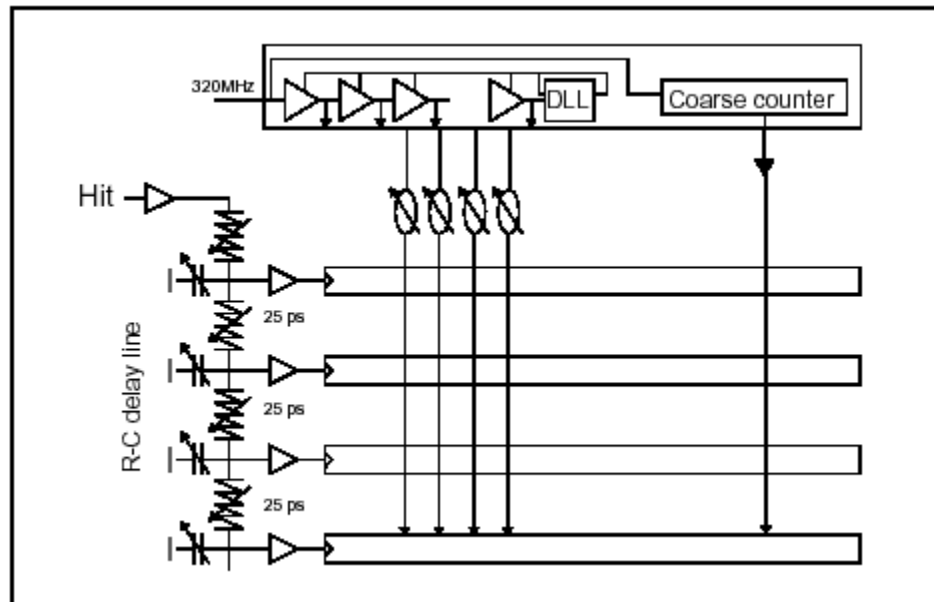 320MHz
DLL
Coarse counter
Hit
R-C delay line
25 ps
25 ps
25 ps